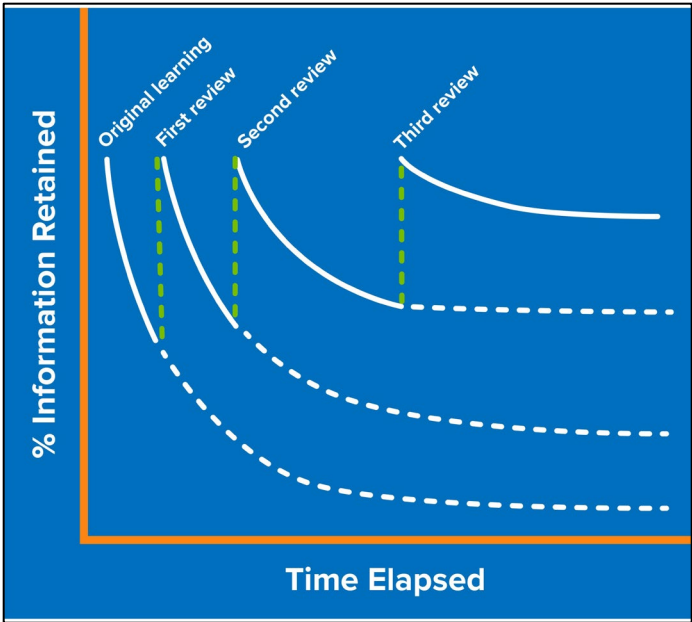 Original learning
First review
Second review
Third review
% Information Retained
Time Elapsed